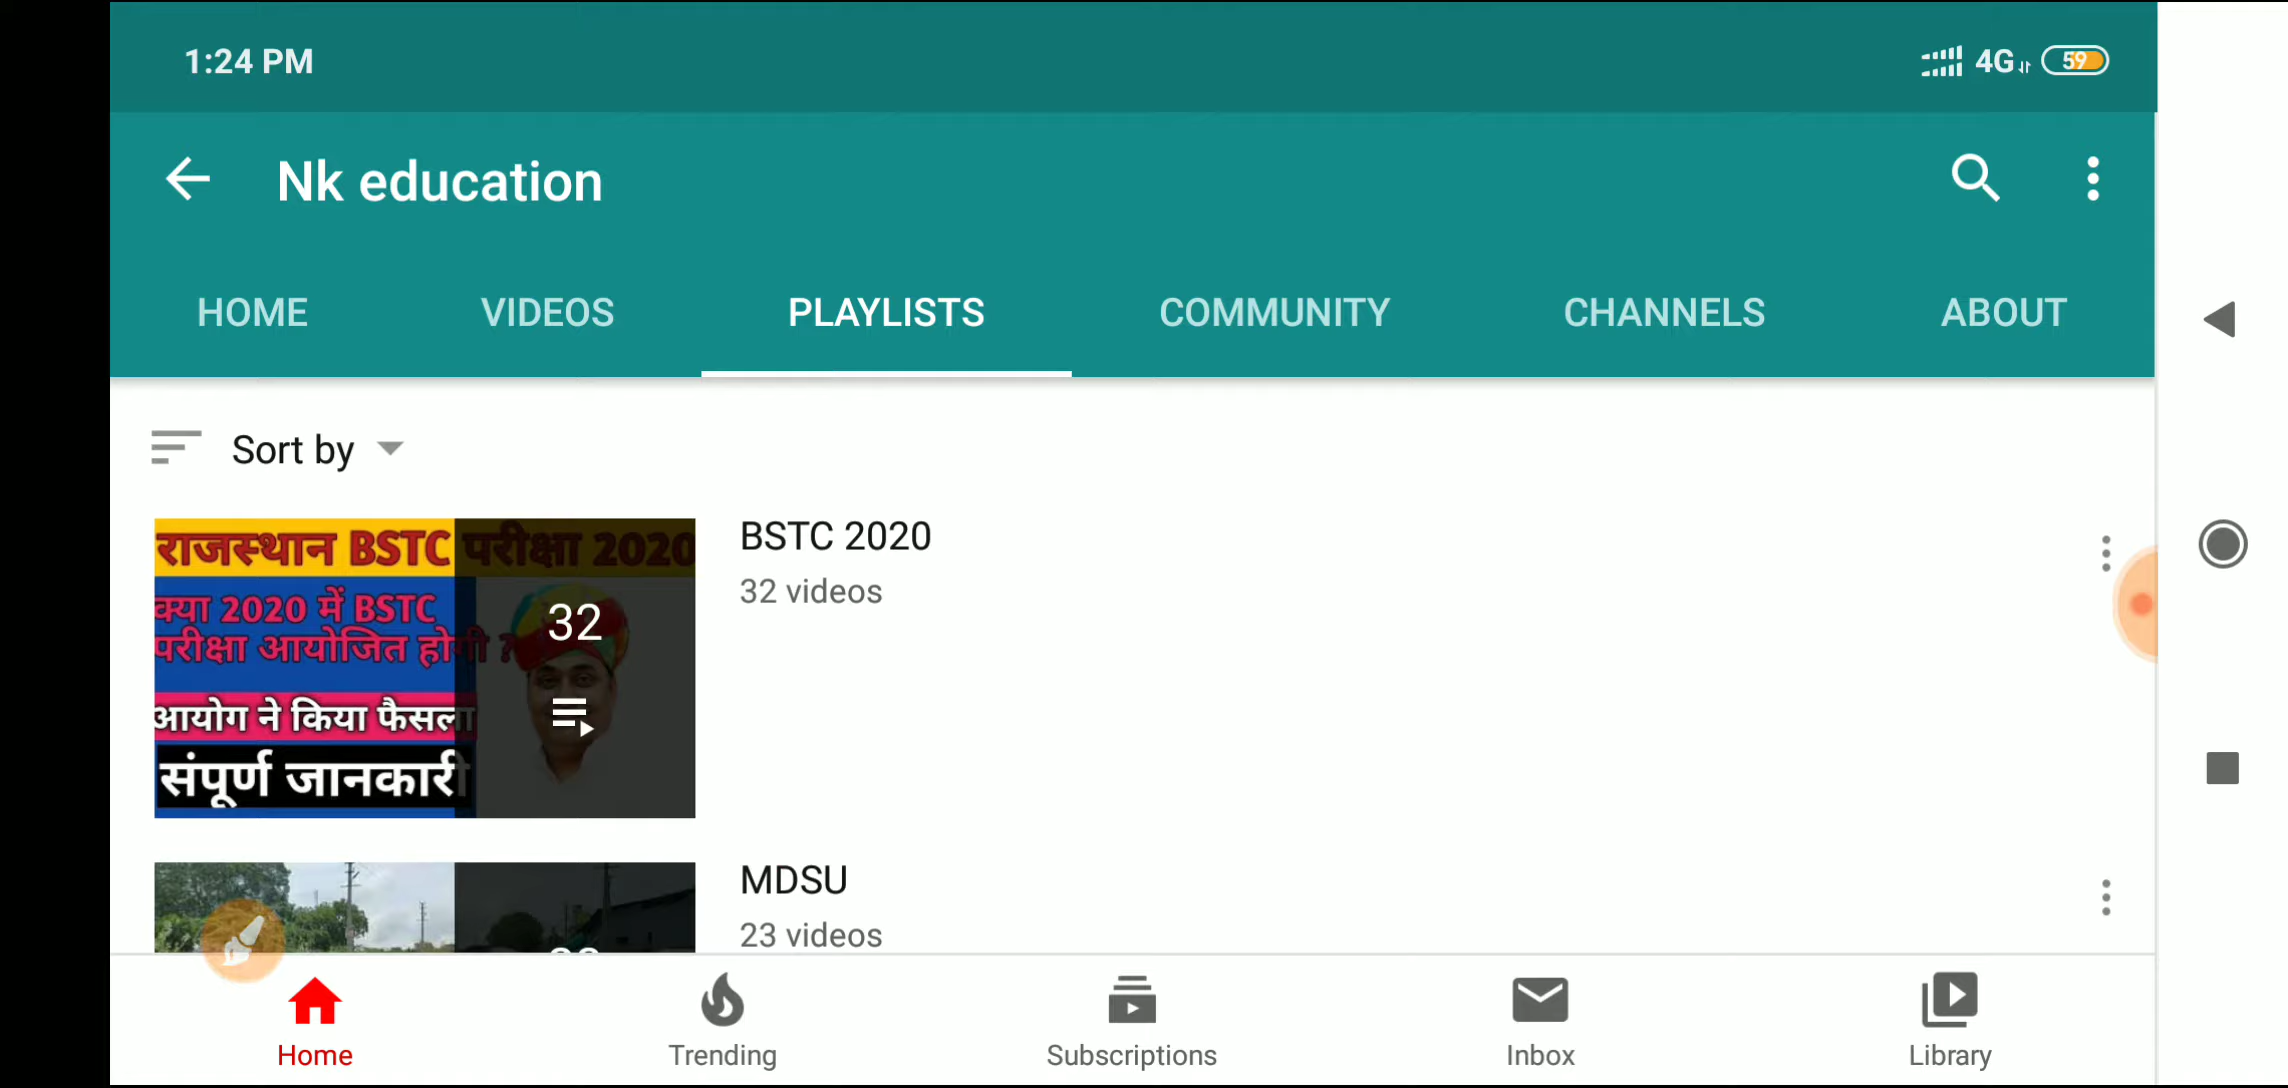 1:24 PM
4G 59
Nk education
HOME VIDEOS PLAYLISTS COMMUNITY CHANNELS ABOUT
Sort by
राजस्थान BSTC परीक्षा 2020
क्या 2020 में BSTC
परीक्षा आयोजित होगी ?
आयोग ने किया फैसला
संपूर्ण जानकारी
32
BSTC 2020
32 videos
MDSU
23 videos
Home Trending Subscriptions Inbox Library